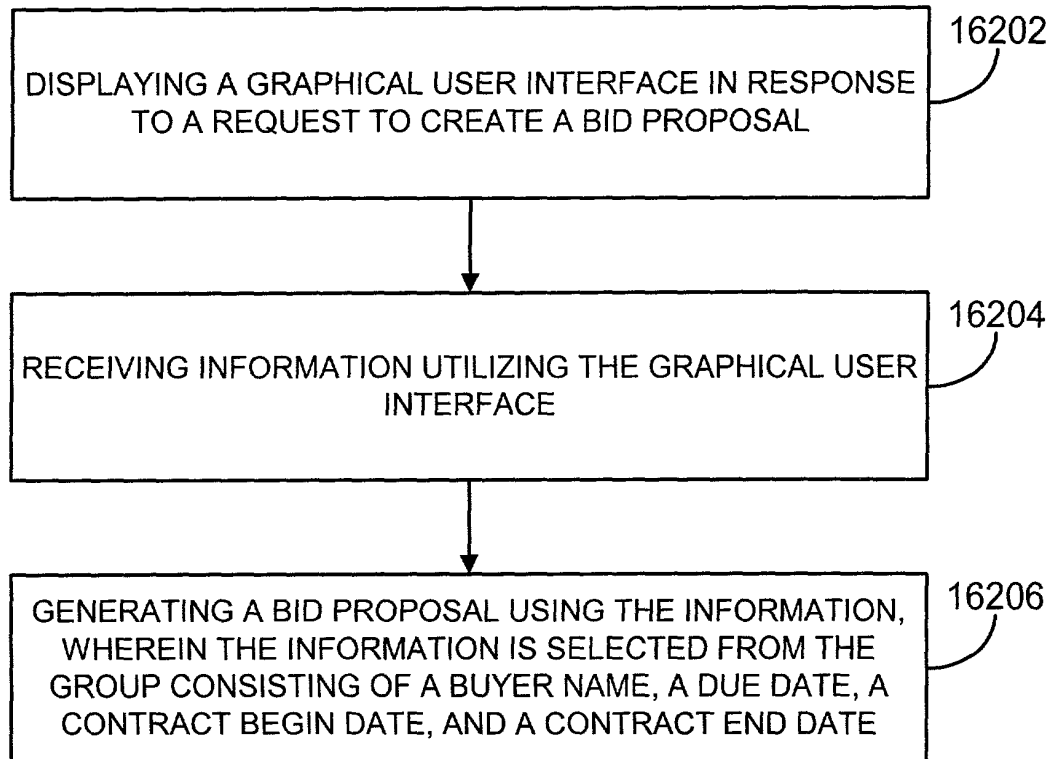 16202
DISPLAYING A GRAPHICAL USER INTERFACE IN RESPONSE
TO A REQUEST TO CREATE A BID PROPOSAL
16204
RECEIVING INFORMATION UTILIZING THE GRAPHICAL USER
INTERFACE
16206
GENERATING A BID PROPOSAL USING THE INFORMATION,
WHEREIN THE INFORMATION IS SELECTED FROM THE
GROUP CONSISTING OF A BUYER NAME, A DUE DATE, A
CONTRACT BEGIN DATE, AND A CONTRACT END DATE